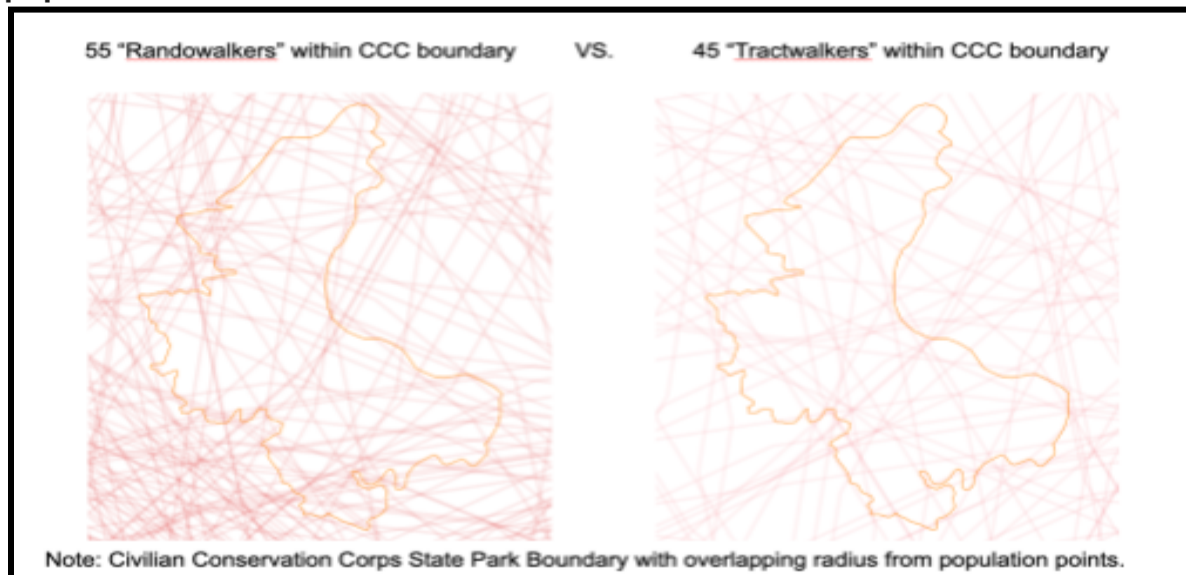 55 “Randowalkers” within CCC boundary VS. 45 “Tractwalkers” within CCC boundary
Note: Civilian Conservation Corps State Park Boundary with overlapping radius from population points.